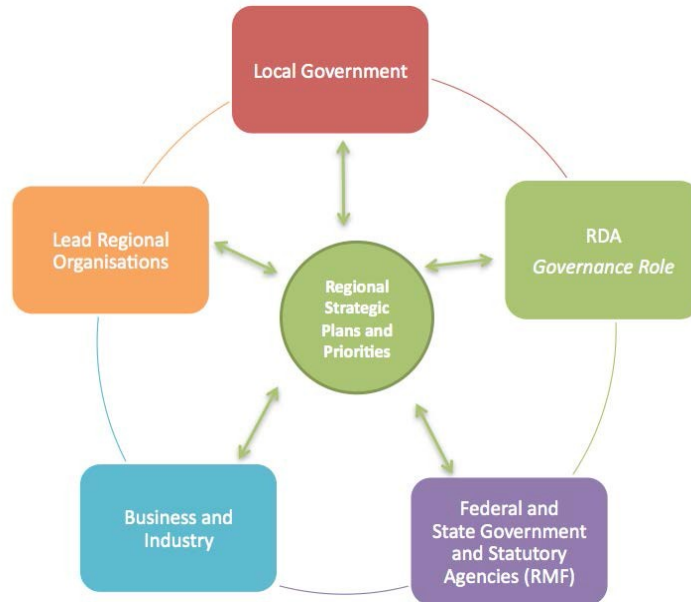 Local Government
Lead Regional
Organisations
RDA
Governance Role
Regional
Strategic
Plans and
Priorities
Business and
Industry
Federal and
State Government
and Statutory
Agencies (RMF)